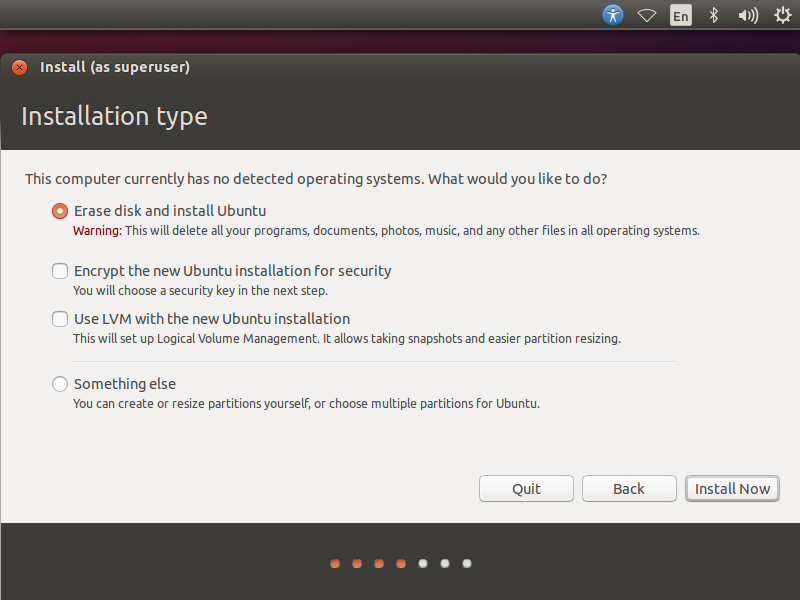 En
Install (as superuser)
Installation type
This computer currently has no detected operating systems. What would you like to do?
Erase disk and install Ubuntu
Warning: This will delete all your programs, documents, photos, music, and any other files in all operating systems.
Encrypt the new Ubuntu installation for security
You will choose a security key in the next step.
Use LVM with the new Ubuntu installation
This will set up Logical Volume Management. It allows taking snapshots and easier partition resizing.
Something else
You can create or resize partitions yourself, or choose multiple partitions for Ubuntu.
Quit Back Install Now